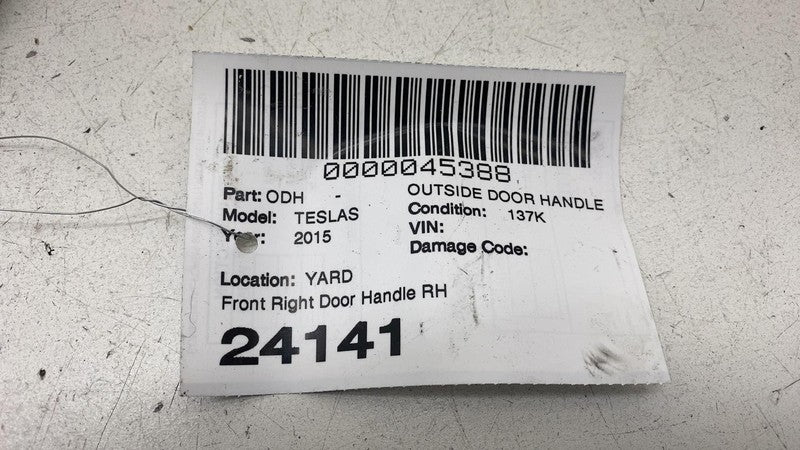 0000045388
Part: ODH - OUTSIDE DOOR HANDLE
Model: TESLAS Condition: 137K
Year: 2015 VIN:
Damage Code:
Location: YARD
Front Right Door Handle RH
24141